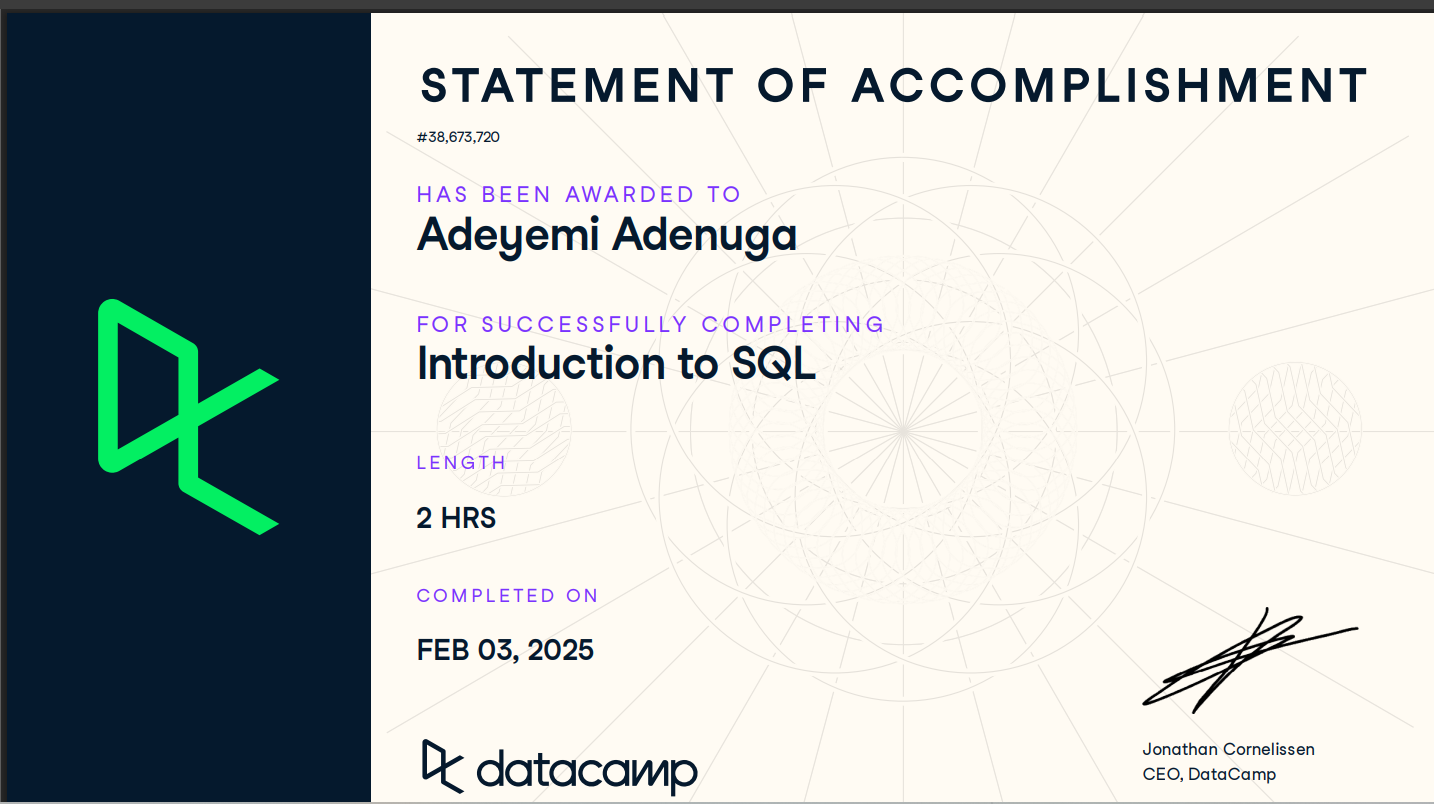 STATEMENT OF ACCOMPLISHMENT
#38,673,720
HAS BEEN AWARDED TO
Adeyemi Adenuga
FOR SUCCESSFULLY COMPLETING
Introduction to SQL
LENGTH
2 HRS
COMPLETED ON
FEB 03, 2025
datacamp
Jonathan Cornelissen
CEO, DataCamp